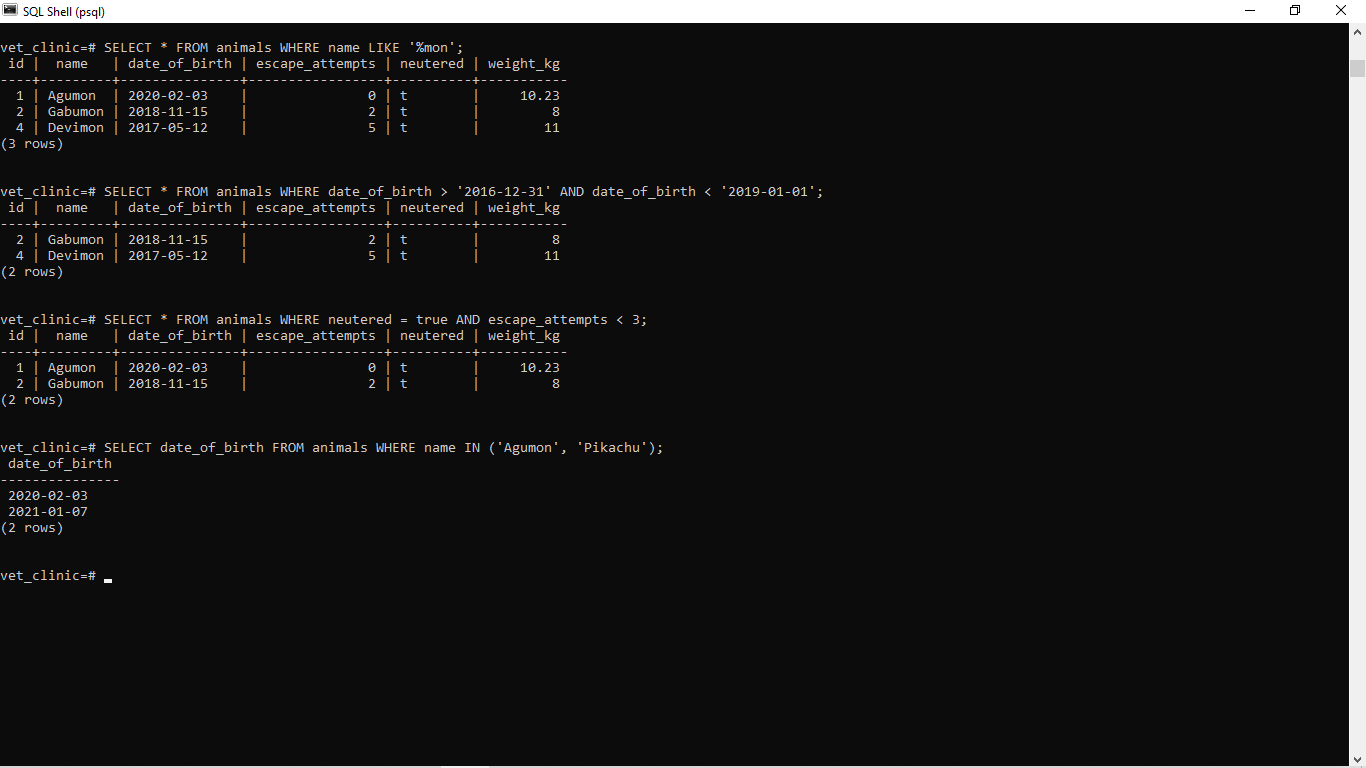 SQL Shell (psql)
vet_clinic=# SELECT * FROM animals WHERE name LIKE '%mon';
 id |  name   | date_of_birth | escape_attempts | neutered | weight_kg
----+---------+---------------+-----------------+----------+-----------
  1 | Agumon  | 2020-02-03    |               0 | t        |     10.23
  2 | Gabumon | 2018-11-15    |               2 | t        |         8
  4 | Devimon | 2017-05-12    |               5 | t        |        11
(3 rows)
vet_clinic=# SELECT * FROM animals WHERE date_of_birth > '2016-12-31' AND date_of_birth < '2019-01-01';
 id |  name   | date_of_birth | escape_attempts | neutered | weight_kg
----+---------+---------------+-----------------+----------+-----------
  2 | Gabumon | 2018-11-15    |               2 | t        |         8
  4 | Devimon | 2017-05-12    |               5 | t        |        11
(2 rows)
vet_clinic=# SELECT * FROM animals WHERE neutered = true AND escape_attempts < 3;
 id |  name   | date_of_birth | escape_attempts | neutered | weight_kg
----+---------+---------------+-----------------+----------+-----------
  1 | Agumon  | 2020-02-03    |               0 | t        |     10.23
  2 | Gabumon | 2018-11-15    |               2 | t        |         8
(2 rows)
vet_clinic=# SELECT date_of_birth FROM animals WHERE name IN ('Agumon', 'Pikachu');
 date_of_birth
---------------
 2020-02-03
 2021-01-07
(2 rows)
vet_clinic=#